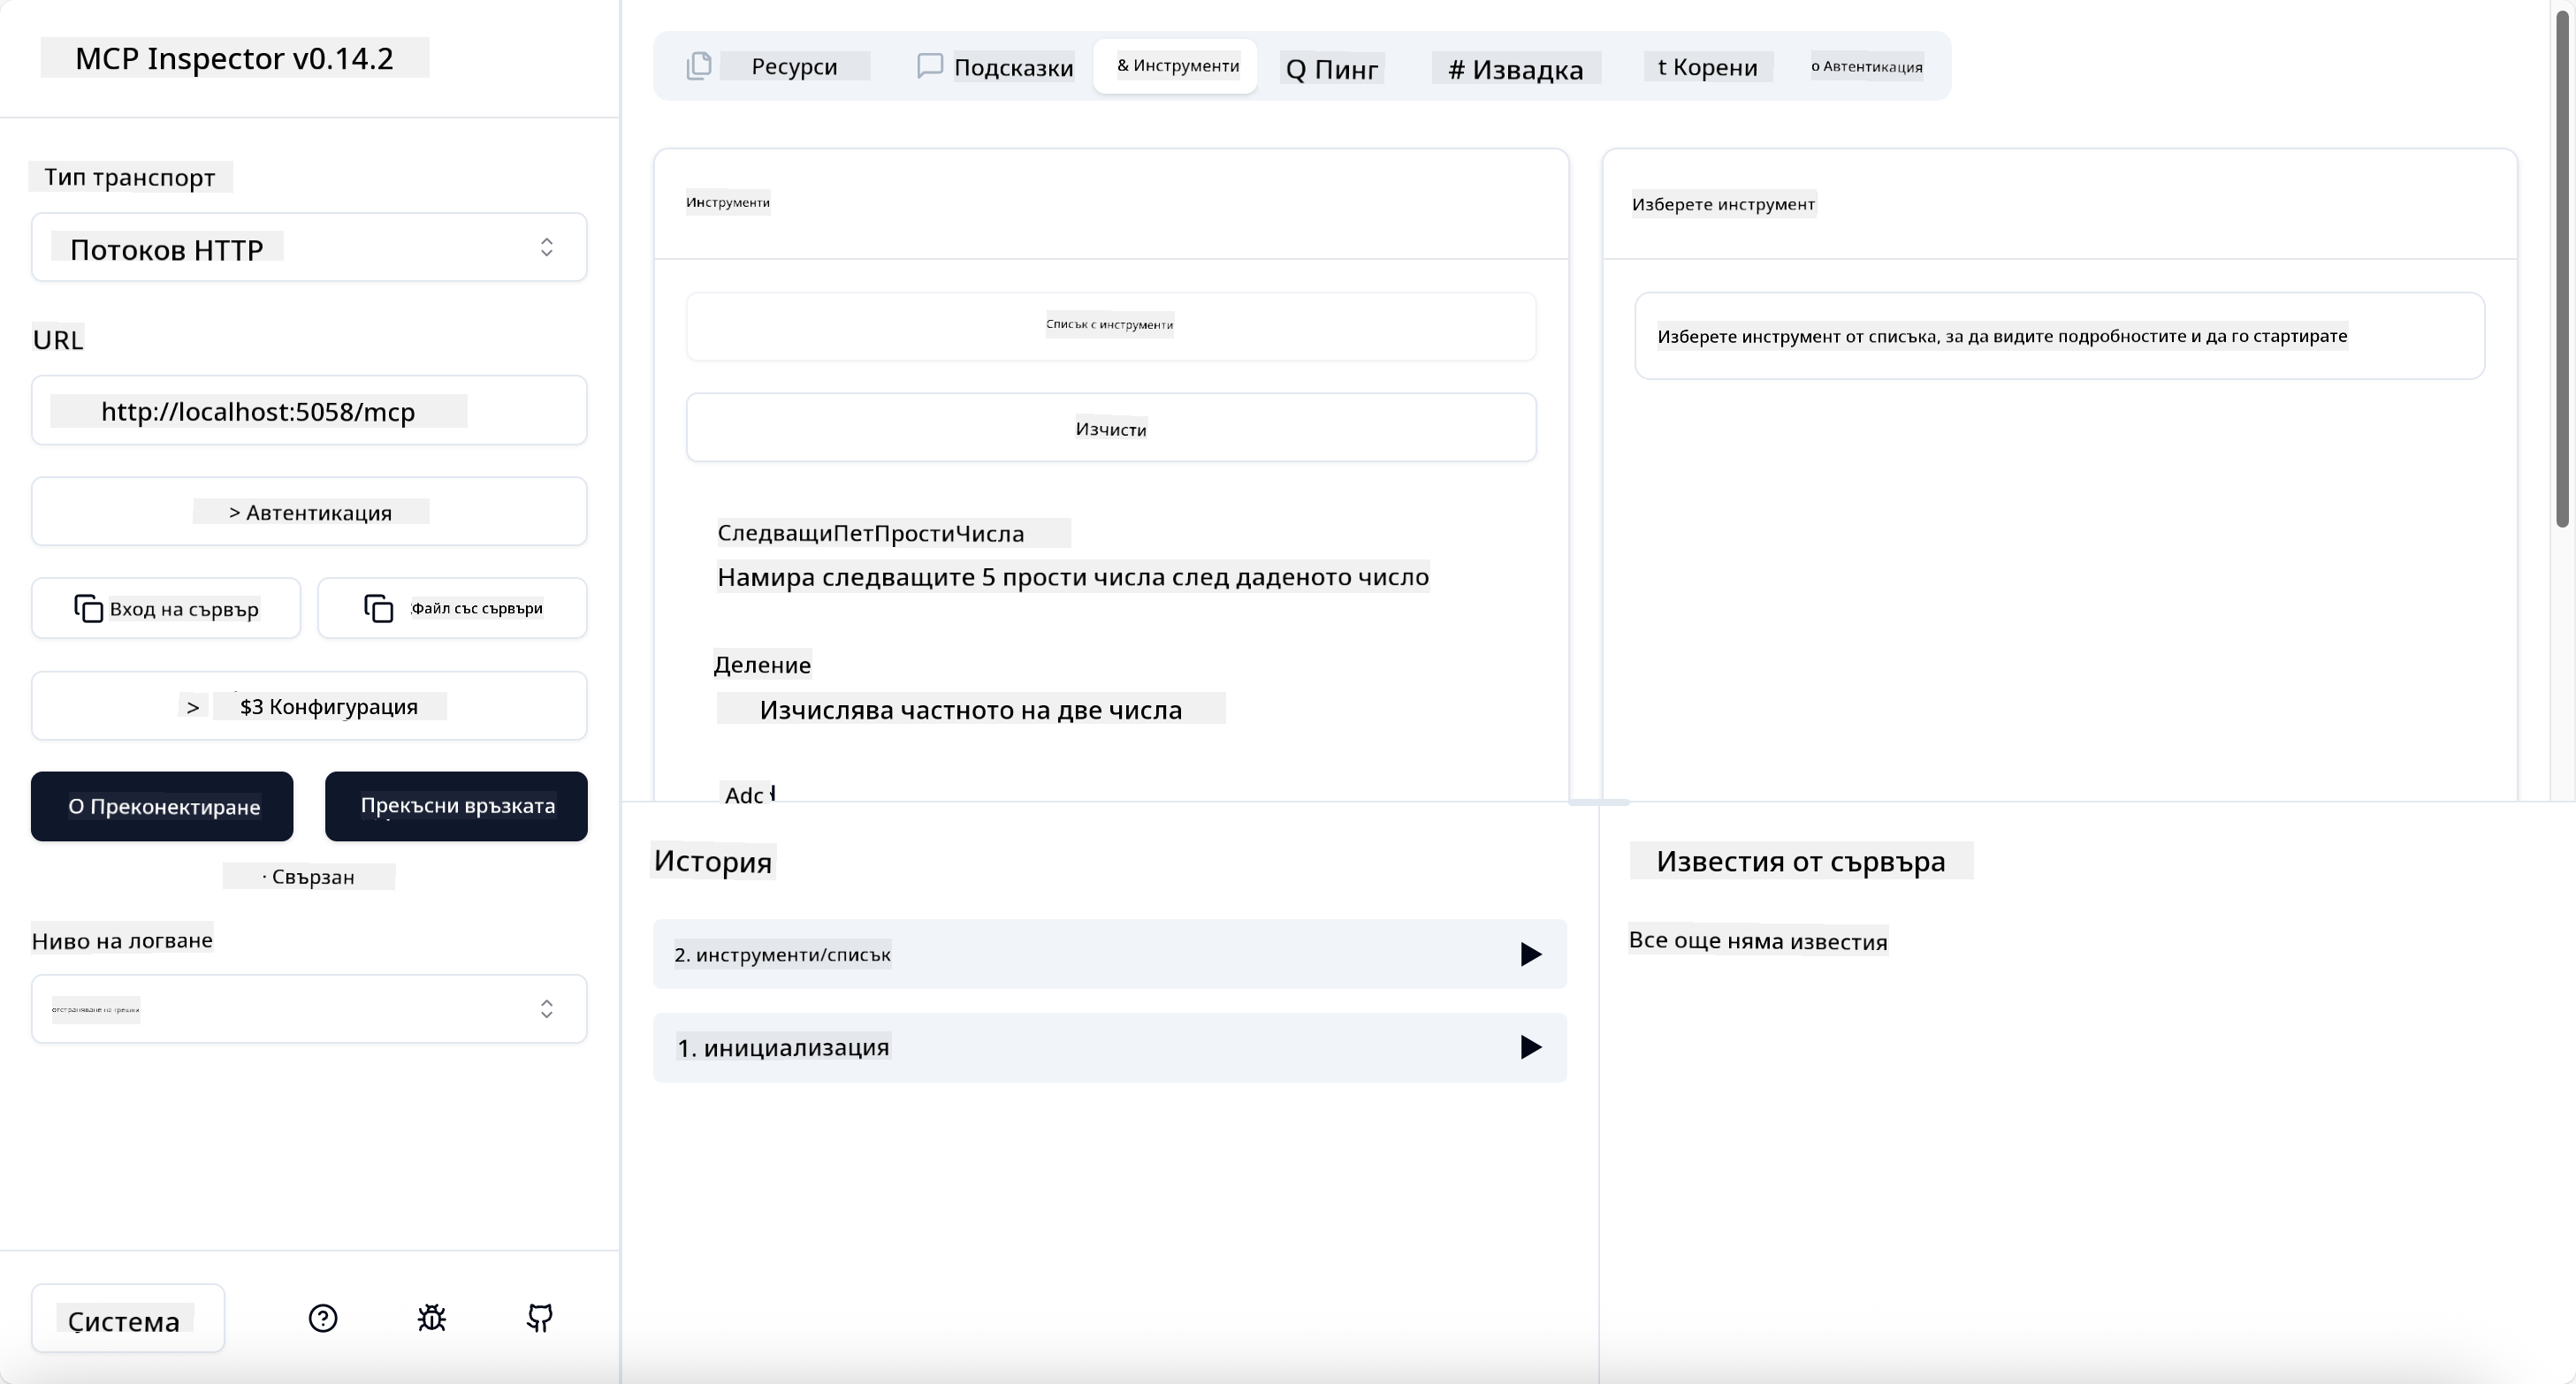 MCP Inspector v0.14.2
Тип транспорт
Потоков HTTP
URL
http://localhost:5058/mcp
> Автентикация
Вход на сървър
Файл със сървъри
> $3 Конфигурация
О Преконектиране
Прекъсни връзката
· Свързан
Ниво на логване
отстраняване на грешки
Система
Ресурси
Подсказки
& Инструменти
Q Пинг
# Извадка
t Корени
о Автентикация
Инструменти
Списък с инструменти
Изчисти
СледващиПетПростиЧисла
Намира следващите 5 прости числа след даденото число
Деление
Изчислява частното на две числа
Adc
Изберете инструмент
Изберете инструмент от списъка, за да видите подробностите и да го стартирате
История
2. инструменти/списък
1. инициализация
Известия от сървъра
Все още няма известия